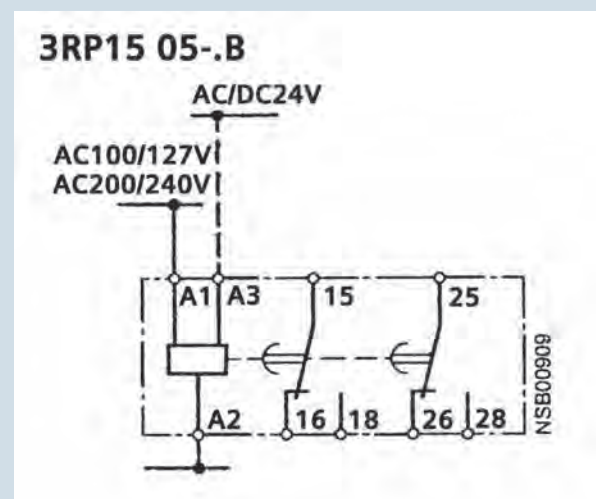 3RP15 05-.B
AC/DC24V
AC100/127V
AC200/240V
A1 A3 15 25
A2 16 18 26 28
NSB00909